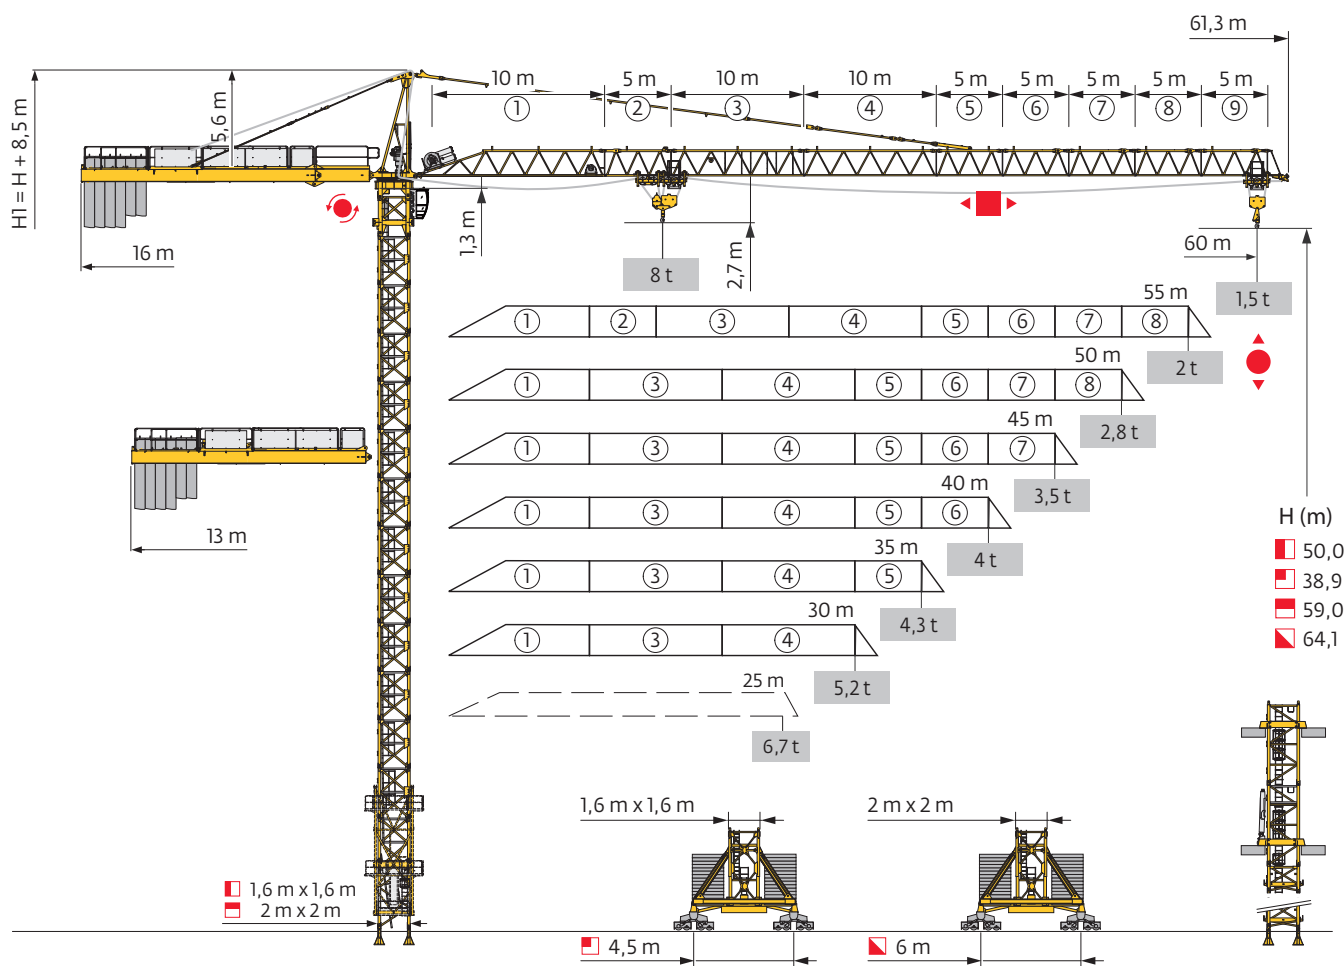 61,3 m
10 m
5 m
10 m
10 m
5 m
5 m
5 m
5 m
5 m
1
2
3
4
5
6
7
8
9
H1 = H + 8,5 m
5,6 m
1,3 m
2,7 m
16 m
8 t
60 m
1,5 t
55 m
1 2 3 4 5 6 7 8
2 t
50 m
1 3 4 5 6 7 8
2,8 t
45 m
1 3 4 5 6 7
3,5 t
40 m
1 3 4 5 6
4 t
35 m
1 3 4 5
4,3 t
30 m
1 3 4
5,2 t
25 m
6,7 t
13 m
H (m)
50,0
38,9
59,0
64,1
1,6 m x 1,6 m
2 m x 2 m
1,6 m x 1,6 m
2 m x 2 m
4,5 m
6 m